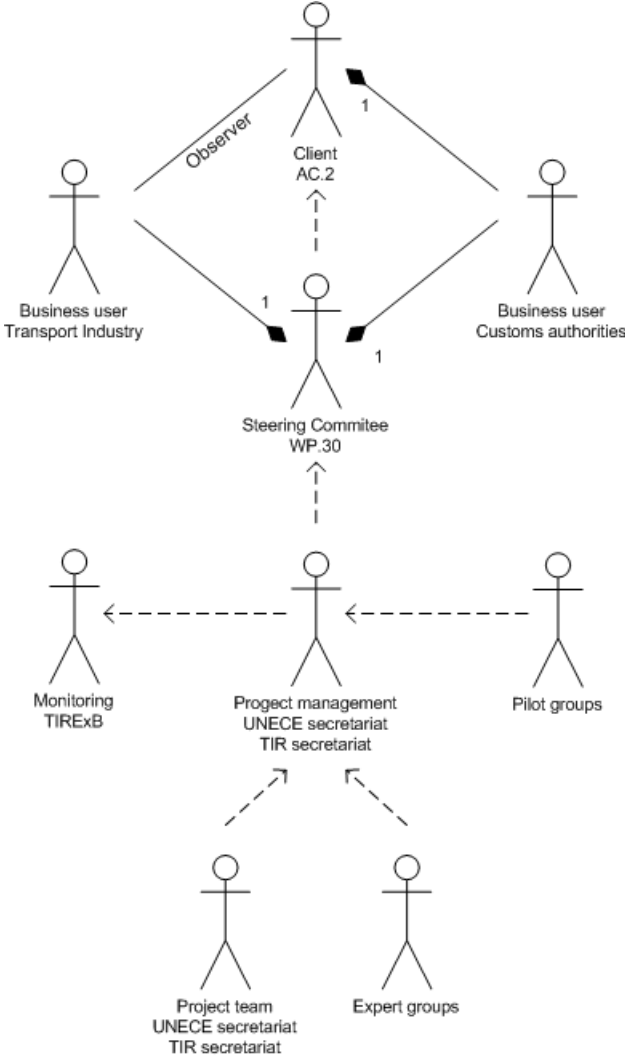 1
Observer
Client
AC.2
Business user
Transport Industry
Business user
Customs authorities
1
1
Steering Commitee
WP.30
Monitoring
TIRExB
Progect management
UNECE secretariat
TIR secretariat
Pilot groups
Project team
UNECE secretariat
TIR secretariat
Expert groups